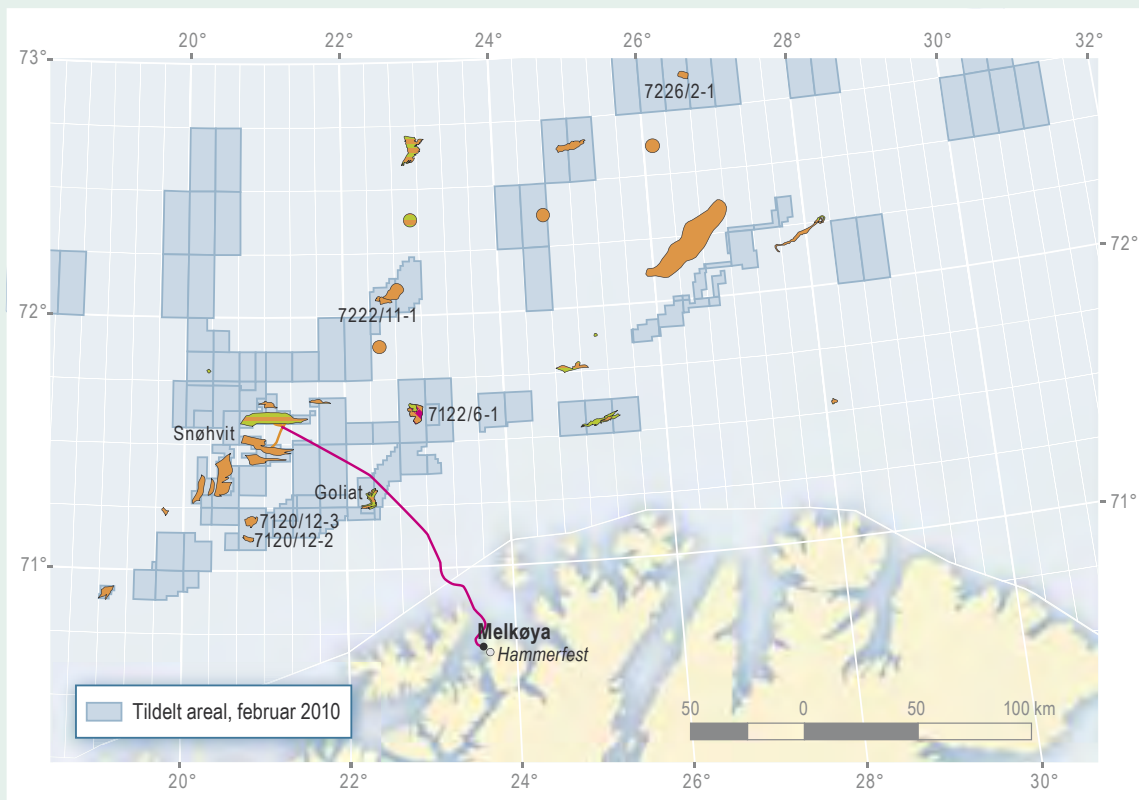 20° 22° 24° 26° 28° 30° 32°
73°
7226/2-1
72°
72°
7222/11-1
7122/6-1
Snøhvit
Goliat
71°
7120/12-3
7120/12-2
71°
Melkøya
Hammerfest
Tildelt areal, februar 2010
50 0 50 100 km
20° 22° 24° 26° 28° 30°